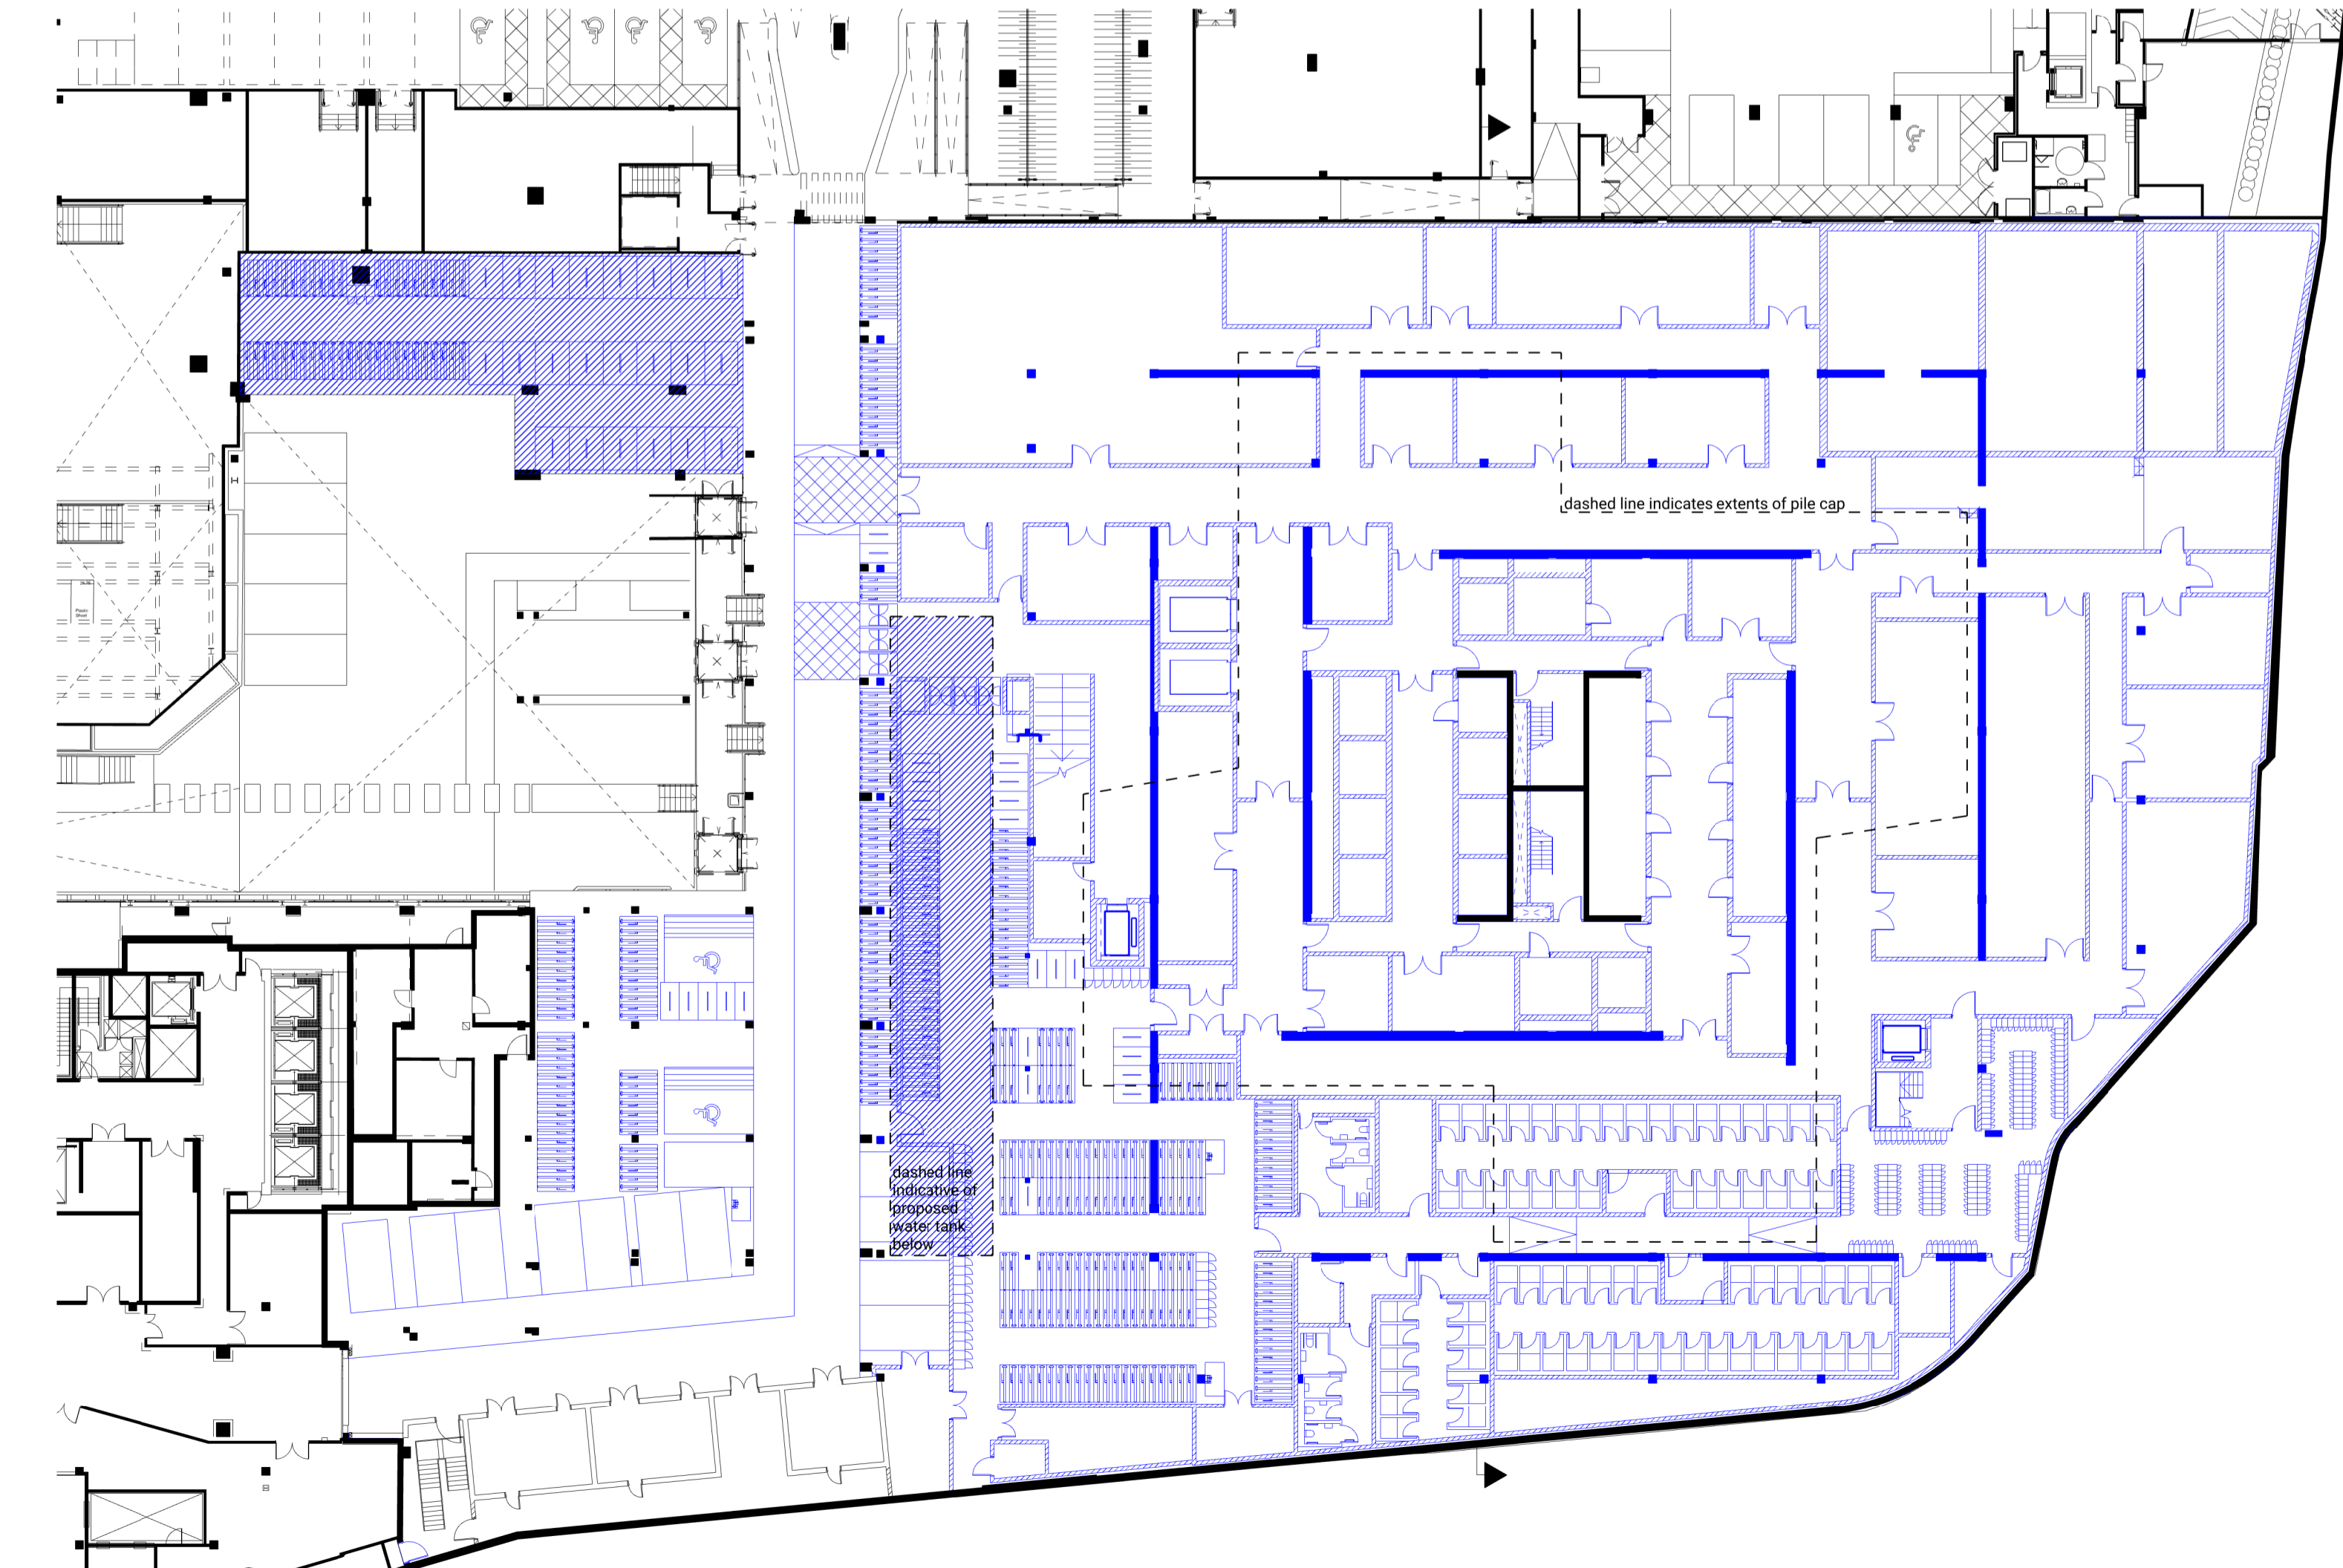 dashed line indicates extents of pile cap
dashed line
indicative of
proposed
water tank
below